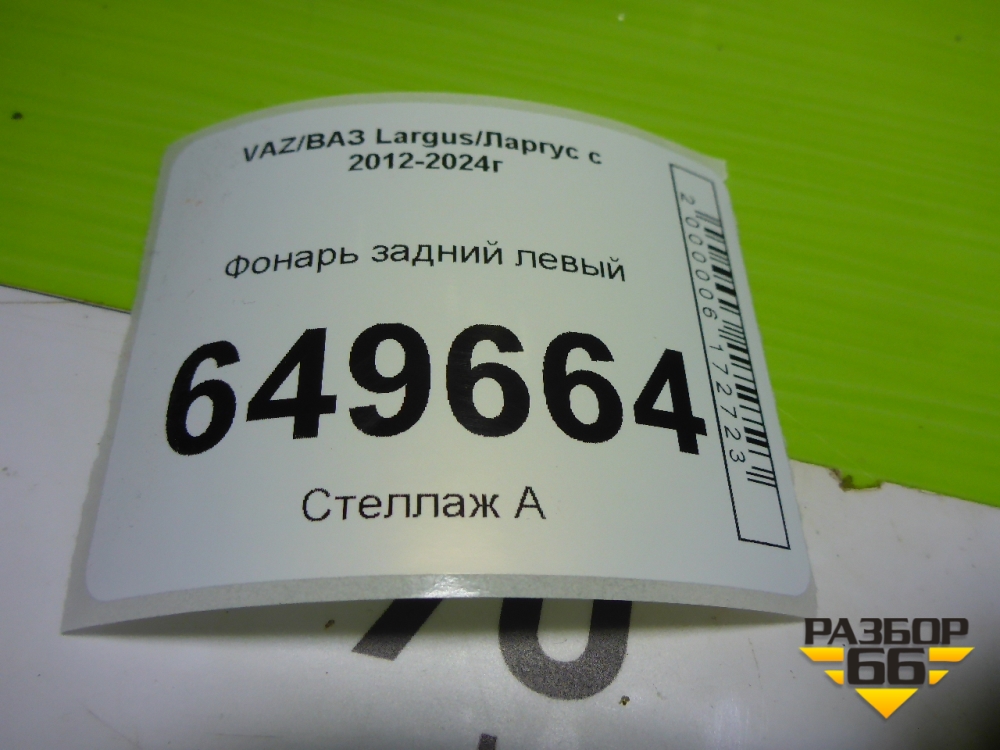 VAZ/ВАЗ Largus/Ларгус с
2012-2024г
Фонарь задний левый
649664
Стеллаж А
2000006172723
РАЗБОР
66